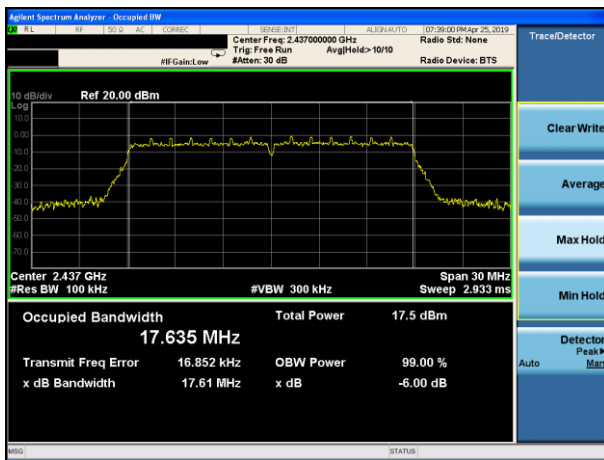 Agilent Spectrum Analyzer - Occupied BW
RL RF 50 Ω AC CORREC SENSE:INT ALIGNAUTO 07:39:00 PM Apr 25, 2019
Center Freq: 2.437000000 GHz Radio Std: None
Trig: Free Run Avg|Hold:> 10/10
#IFGain:Low #Atten: 30 dB Radio Device: BTS
Trace/Detector
10 dB/div Ref 20.00 dBm
Log
10.0
0.00
-10.0
-20.0
-30.0
-40.0
-50.0
-60.0
-70.0
Center 2.437 GHz Span 30 MHz
#Res BW 100 kHz #VBW 300 kHz Sweep 2.933 ms
Occupied Bandwidth Total Power 17.5 dBm
17.635 MHz
Transmit Freq Error 16.852 kHz OBW Power 99.00 %
x dB Bandwidth 17.61 MHz x dB -6.00 dB
Clear Write
Average
Max Hold
Min Hold
Detector
Peak▶
Auto Man
MSG STATUS